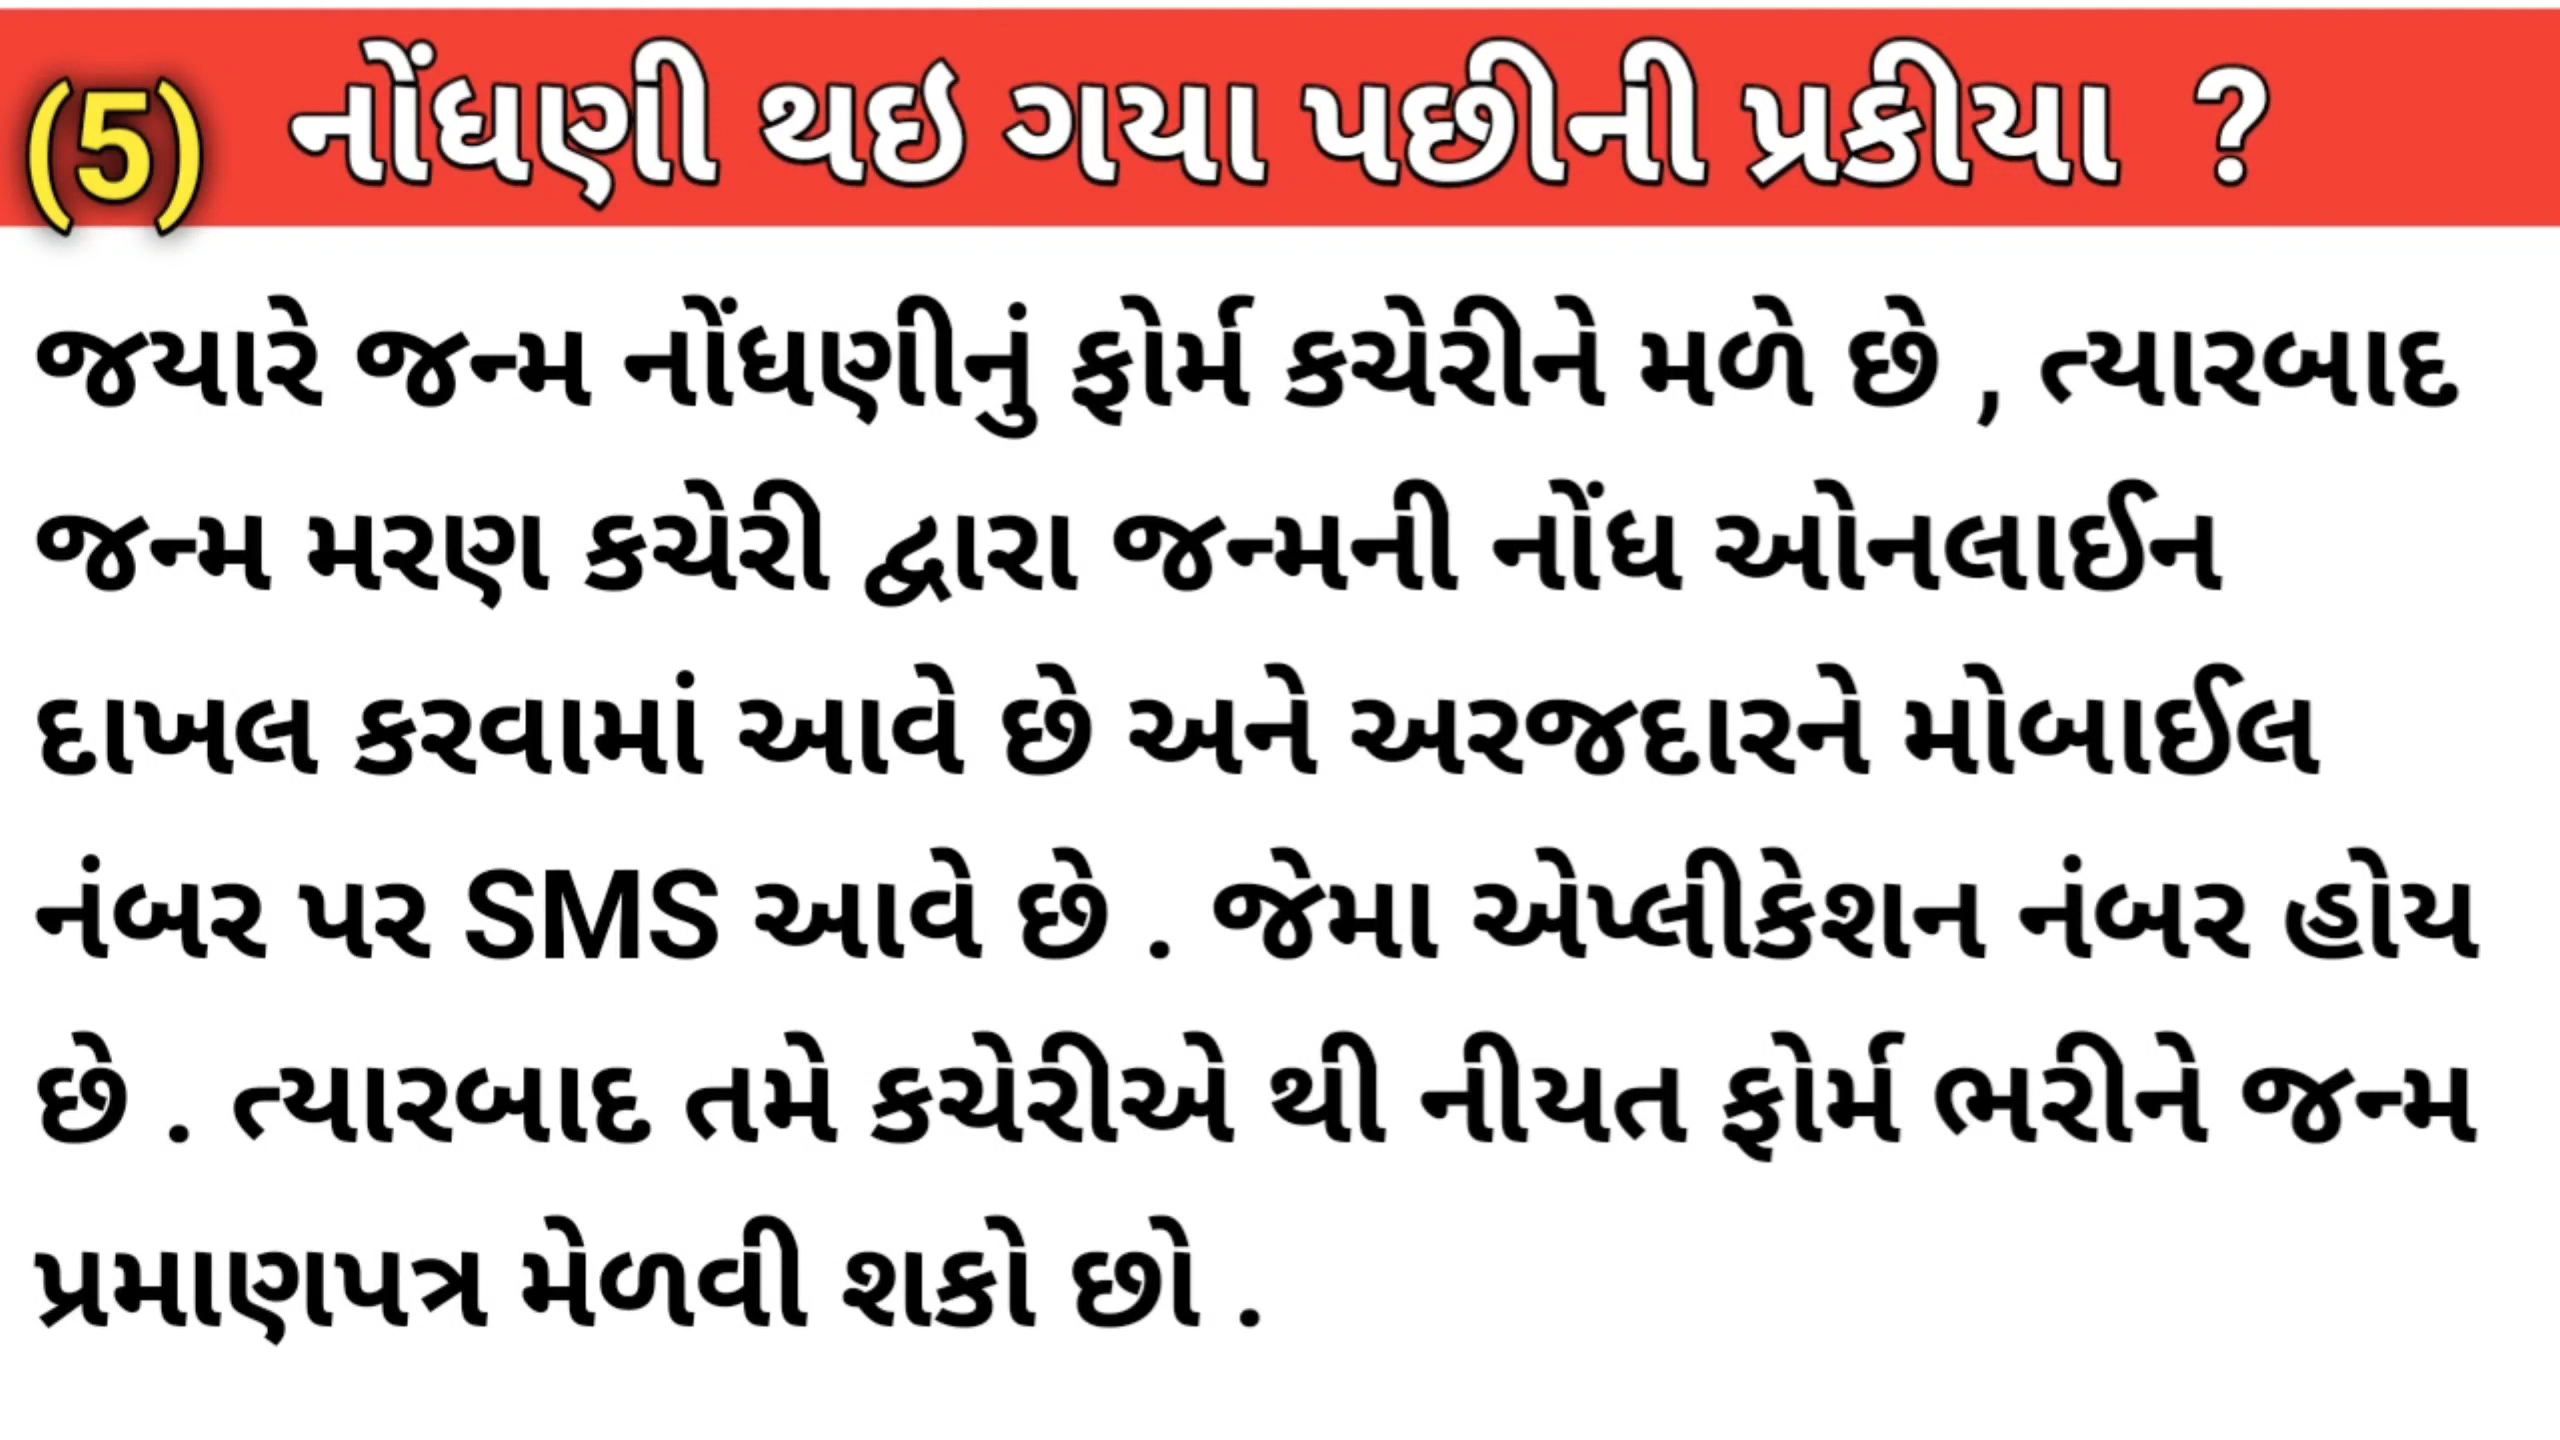 (5) નોંધણી થઇ ગયા પછીની પ્રકીયા ?
જયારે જન્મ નોંધણીનું ફોર્મ કચેરીને મળે છે , ત્યારબાદ
જન્મ મરણ કચેરી દ્વારા જન્મની નોંધ ઓનલાઈન
દાખલ કરવામાં આવે છે અને અરજદારને મોબાઈલ
નંબર પર SMS આવે છે . જેમા એપ્લીકેશન નંબર હોય
છે . ત્યારબાદ તમે કચેરીએ થી નીયત ફોર્મ ભરીને જન્મ
પ્રમાણપત્ર મેળવી શકો છો .